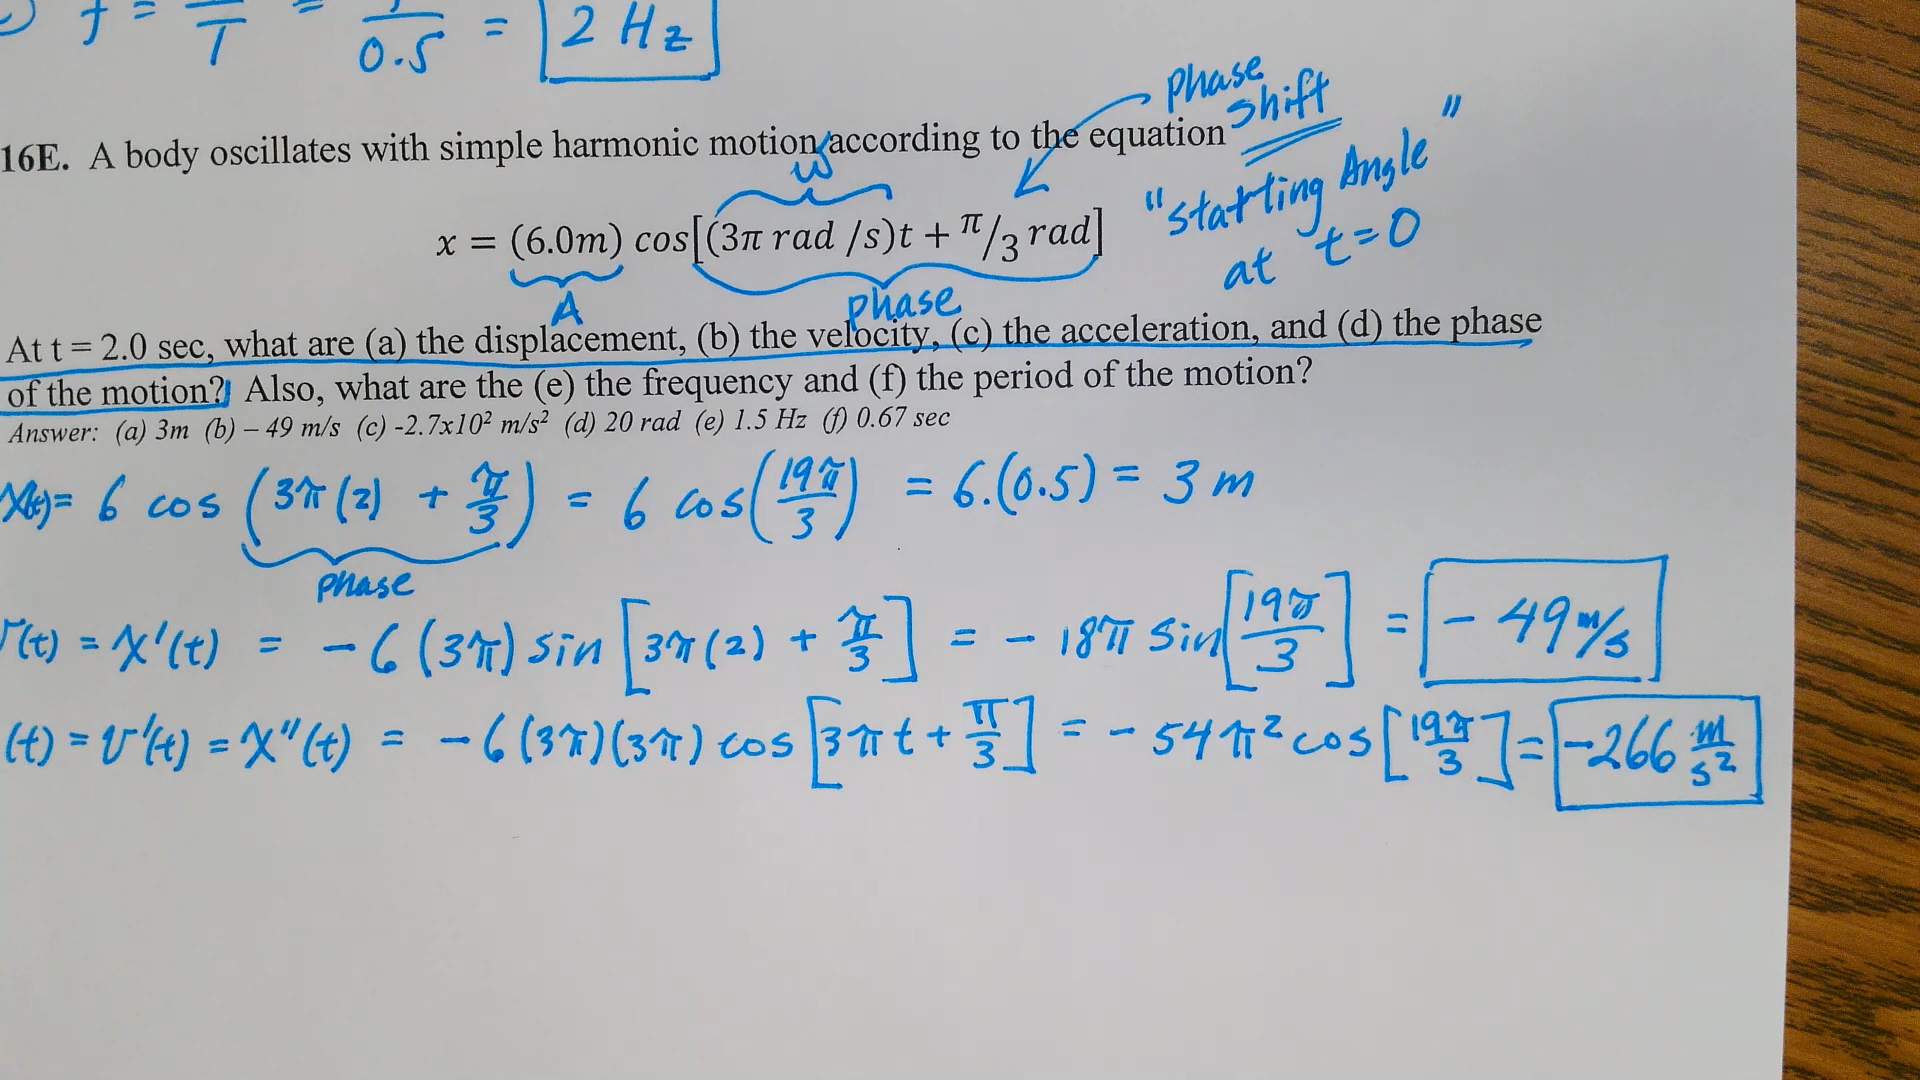 f = 1/T = 1/0.5 = 2 Hz
phase shift
16E. A body oscillates with simple harmonic motion according to the equation
"starting Angle"
at t=0
ω
x = (6.0m) cos[(3π rad /s)t + π/3 rad]
A
phase
At t = 2.0 sec, what are (a) the displacement, (b) the velocity, (c) the acceleration, and (d) the phase
of the motion? Also, what are the (e) the frequency and (f) the period of the motion?
Answer: (a) 3m (b) – 49 m/s (c) -2.7x10² m/s² (d) 20 rad (e) 1.5 Hz (f) 0.67 sec
x(t)= 6 cos (3π(2) + π/3) = 6 cos(19π/3) = 6.(0.5) = 3 m
phase
(t) = x'(t) = -6(3π) sin [3π(2) + π/3] = - 18π sin[19π/3] = - 49 m/s
(t) = v'(t) = x"(t) = -6(3π)(3π) cos [3πt + π/3] = - 54π² cos[19π/3] = -266 m/s²